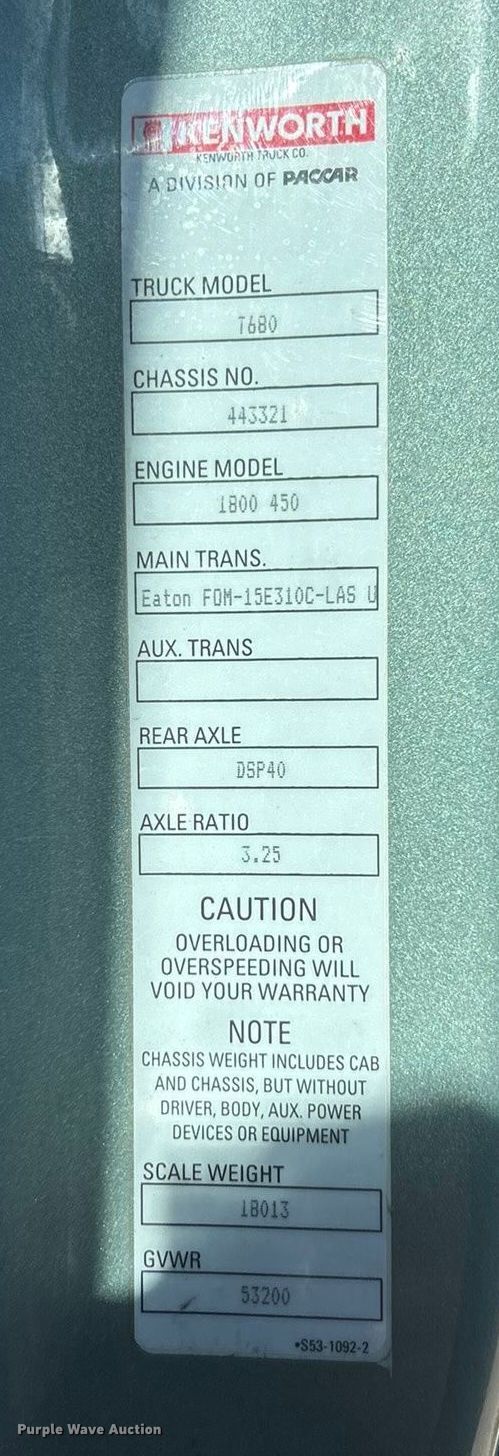 KENWORTH
KENWORTH TRUCK CO.
A DIVISION OF PACCAR
TRUCK MODEL
T680
CHASSIS NO.
443321
ENGINE MODEL
1800 450
MAIN TRANS.
Eaton FOM-15E310C-LAS U
AUX. TRANS
REAR AXLE
DSP40
AXLE RATIO
3.25
CAUTION
OVERLOADING OR
OVERSPEEDING WILL
VOID YOUR WARRANTY
NOTE
CHASSIS WEIGHT INCLUDES CAB
AND CHASSIS, BUT WITHOUT
DRIVER, BODY, AUX. POWER
DEVICES OR EQUIPMENT
SCALE WEIGHT
18013
GVWR
53200
•S53-1092-2
Purple Wave Auction